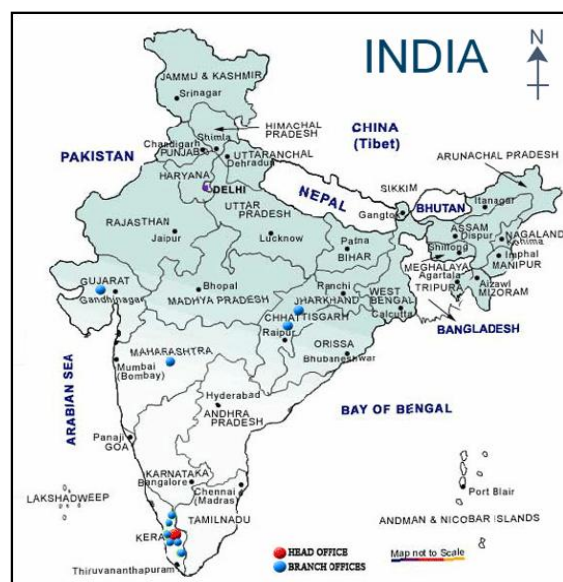 INDIA
N
JAMMU & KASHMIR
Srinagar
HIMACHAL
PRADESH
CHINA
(Tibet)
Shimla
Chandigarh
PUNJAB
PAKISTAN
UTTARANCHAL
Dehradun
ARUNACHAL PRADESH
HARYANA
DELHI
NEPAL
SIKKIM
BHUTAN
Itanagar
UTTAR
PRADESH
Gangtok
RAJASTHAN
Jaipur
Lucknow
ASSAM
Dispur
NAGALAND
Kohima
Patna
BIHAR
Shillong
Imphal
MEGHALAYA
MANIPUR
GUJARAT
Gandhinagar
Bhopal
MADHYA PRADESH
Ranchi
JHARKHAND
WEST
BENGAL
Calcutta
Agartala
TRIPURA
Aizawl
MIZORAM
CHHATTISGARH
Raipur
BANGLADESH
ORISSA
Bhubaneshwar
MAHARASHTRA
Mumbai
(Bombay)
ARABIAN SEA
Hyderabad
ANDHRA
PRADESH
BAY OF BENGAL
Panaji
GOA
KARNATAKA
Bangalore
Chennai
(Madras)
LAKSHADWEEP
Port Blair
TAMILNADU
ANDMAN & NICOBAR ISLANDS
KERA
Thiruvananthapuram
HEAD OFFICE
BRANCH OFFICES
Map not to Scale